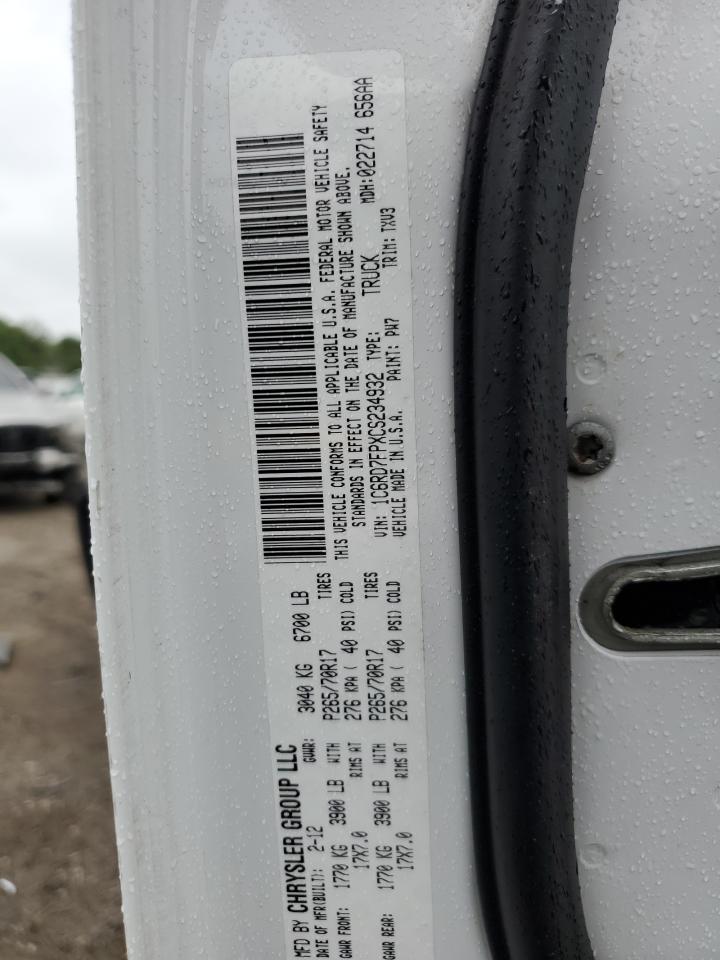 MFD BY CHRYSLER GROUP LLC
DATE OF MFR(BUILT): 2-12 GVWR: 3040 KG 6700 LB
GAWR FRONT: 1770 KG 3900 LB WITH P265/70R17 TIRES
17X7.0 RIMS AT 276 KPA ( 40 PSI) COLD
GAWR REAR: 1770 KG 3900 LB WITH P265/70R17 TIRES
17X7.0 RIMS AT 276 KPA ( 40 PSI) COLD
THIS VEHICLE CONFORMS TO ALL APPLICABLE U.S.A. FEDERAL MOTOR VEHICLE SAFETY
STANDARDS IN EFFECT ON THE DATE OF MANUFACTURE SHOWN ABOVE.
VIN: 1C6RD7FPXCS234932 TYPE: TRUCK MDH:022714 656AA
VEHICLE MADE IN U.S.A. PAINT: PW7 TRIM: TXV3